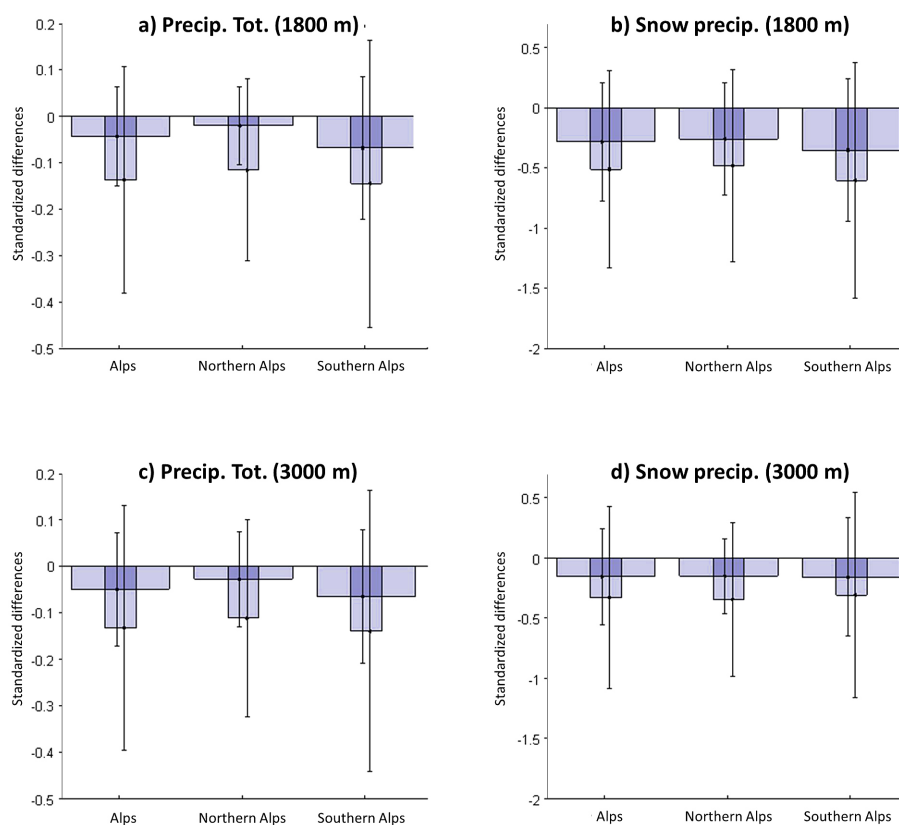 a) Precip. Tot. (1800 m)
0.2
0.1
0
-0.1
-0.2
-0.3
-0.4
-0.5
Standardized differences
Alps Northern Alps Southern Alps
b) Snow precip. (1800 m)
0.5
0
-0.5
-1
-1.5
-2
Standardized differences
Alps Northern Alps Southern Alps
c) Precip. Tot. (3000 m)
0.2
0.1
0
-0.1
-0.2
-0.3
-0.4
-0.5
Standardized differences
Alps Northern Alps Southern Alps
d) Snow precip. (3000 m)
0.5
0
-0.5
-1
-1.5
-2
Standardized differences
Alps Northern Alps Southern Alps